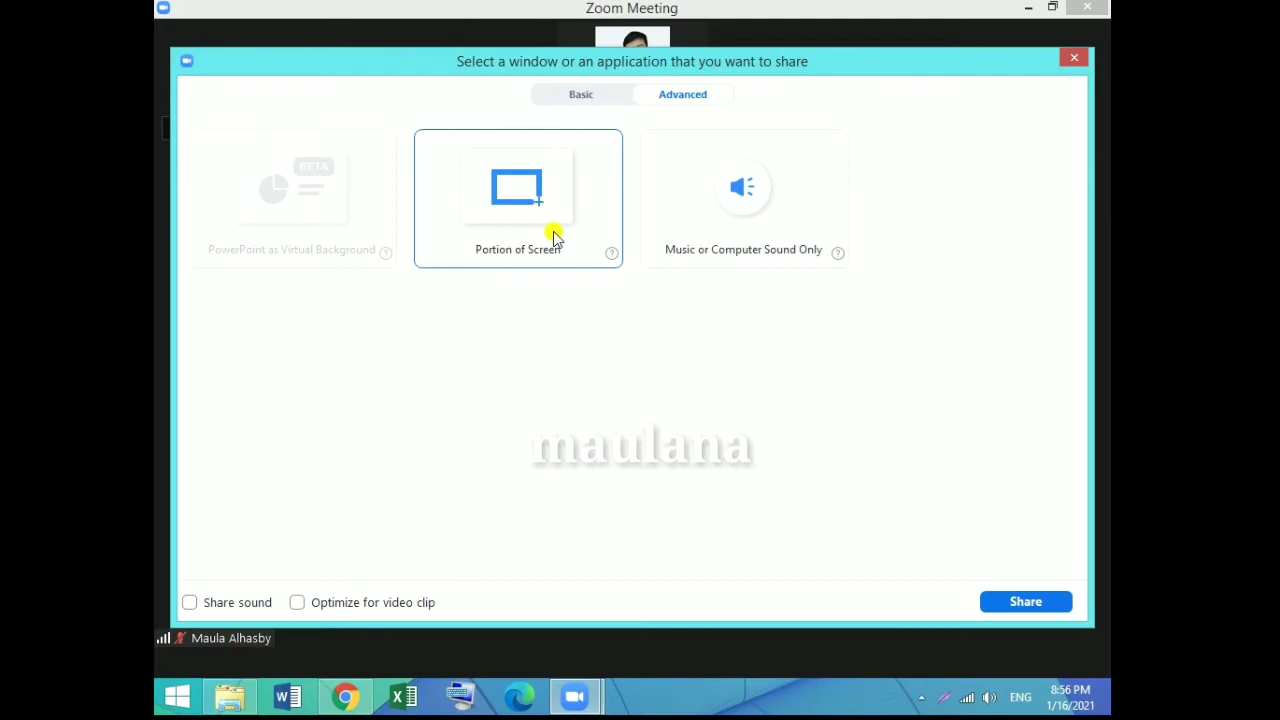 Zoom Meeting
Select a window or an application that you want to share
Basic
Advanced
BETA
PowerPoint as Virtual Background
?
Portion of Screen
?
Music or Computer Sound Only
?
maulana
Share sound
Optimize for video clip
Share
Maula Alhasby
ENG
8:56 PM
1/16/2021